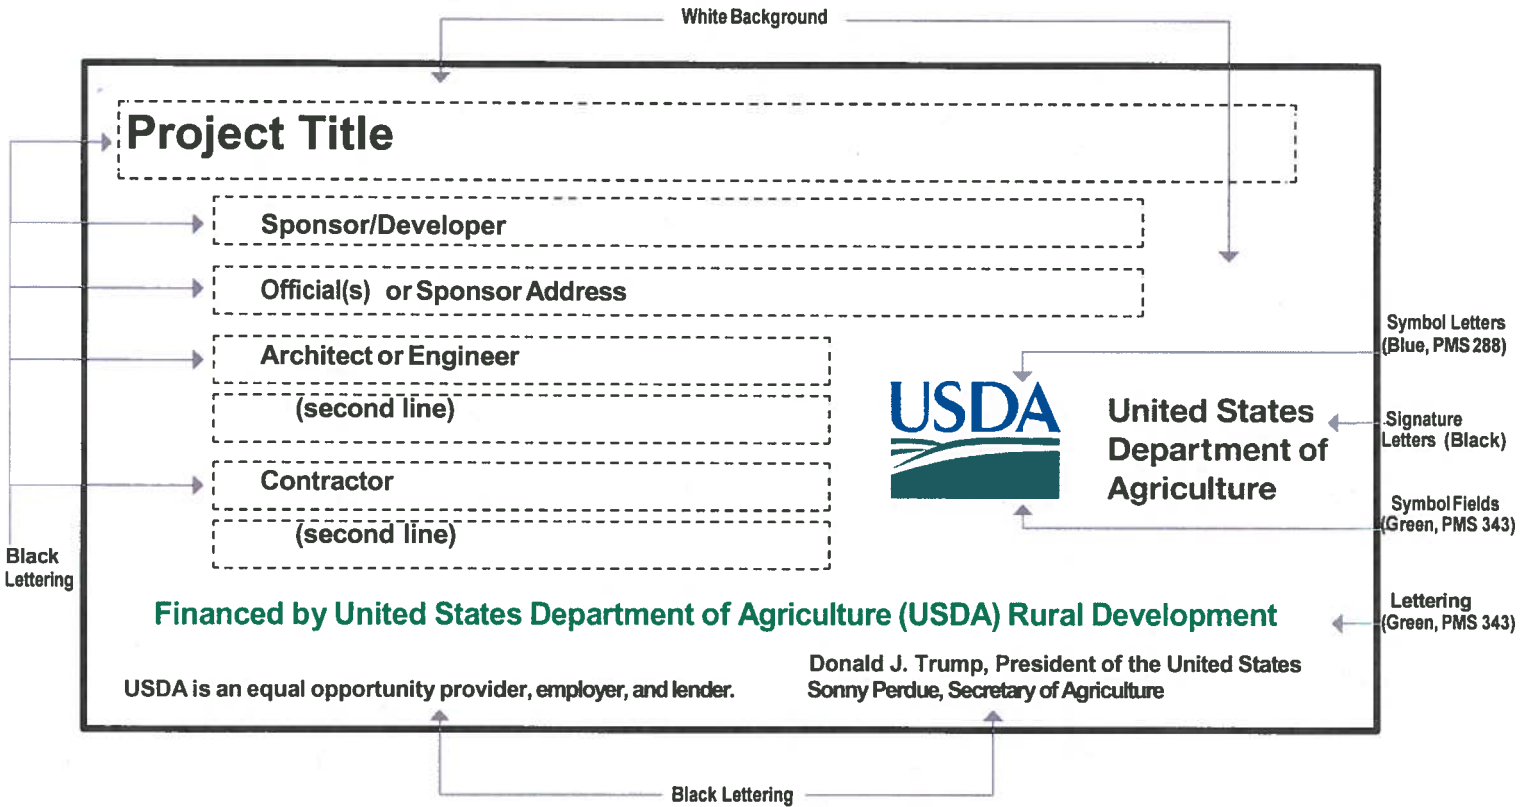 White Background
Project Title
Sponsor/Developer
Official(s) or Sponsor Address
Architect or Engineer
(second line)
Contractor
(second line)
USDA
United States
Department of
Agriculture
Symbol Letters
(Blue, PMS 288)
Signature
Letters (Black)
Symbol Fields
(Green, PMS 343)
Black
Lettering
Financed by United States Department of Agriculture (USDA) Rural Development
Lettering
(Green, PMS 343)
Donald J. Trump, President of the United States
USDA is an equal opportunity provider, employer, and lender.
Sonny Perdue, Secretary of Agriculture
Black Lettering